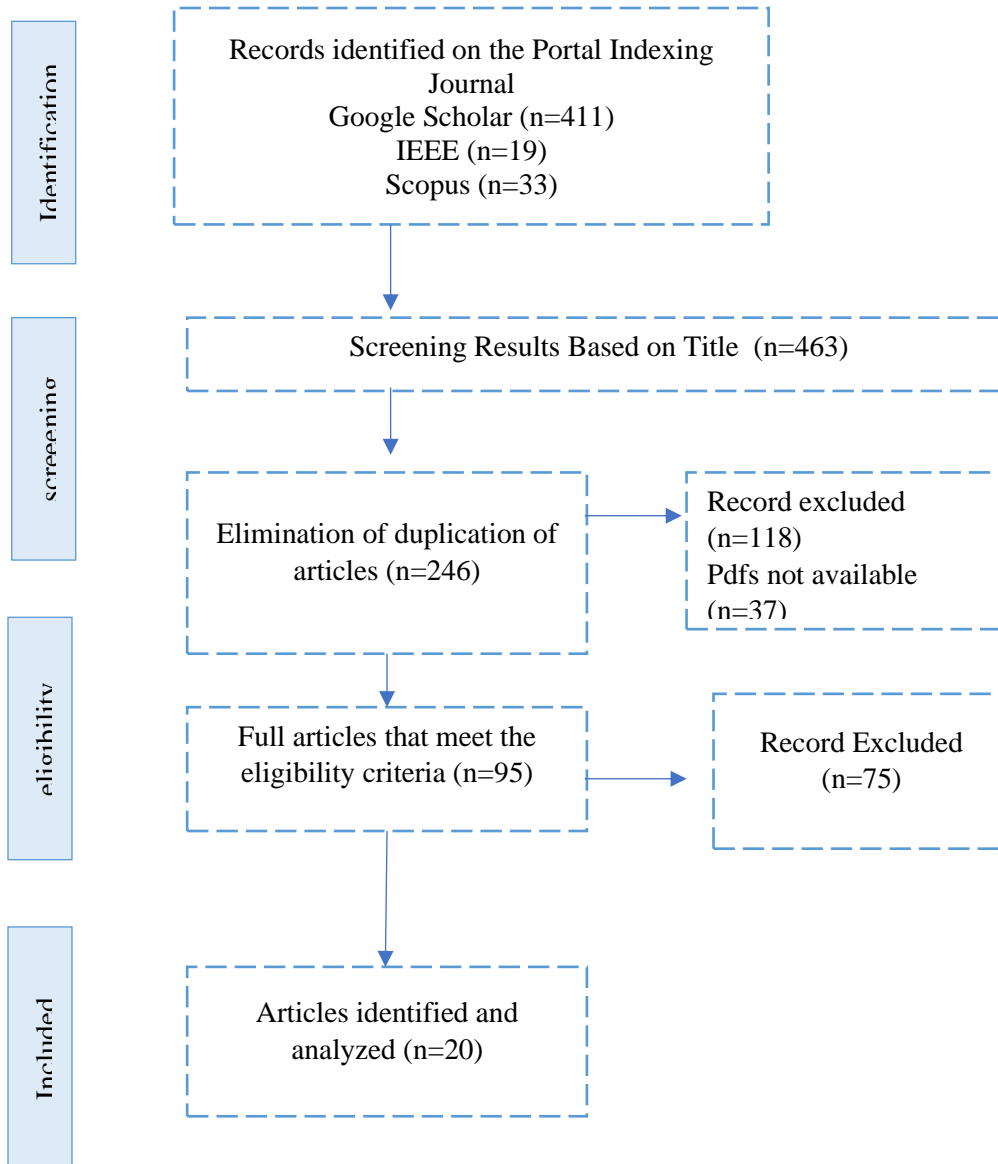 Identification
Records identified on the Portal Indexing
Journal
Google Scholar (n=411)
IEEE (n=19)
Scopus (n=33)
screening
Screening Results Based on Title (n=463)
Elimination of duplication of
articles (n=246)
Record excluded
(n=118)
Pdfs not available
(n=37)
eligibility
Full articles that meet the
eligibility criteria (n=95)
Record Excluded
(n=75)
Included
Articles identified and
analyzed (n=20)